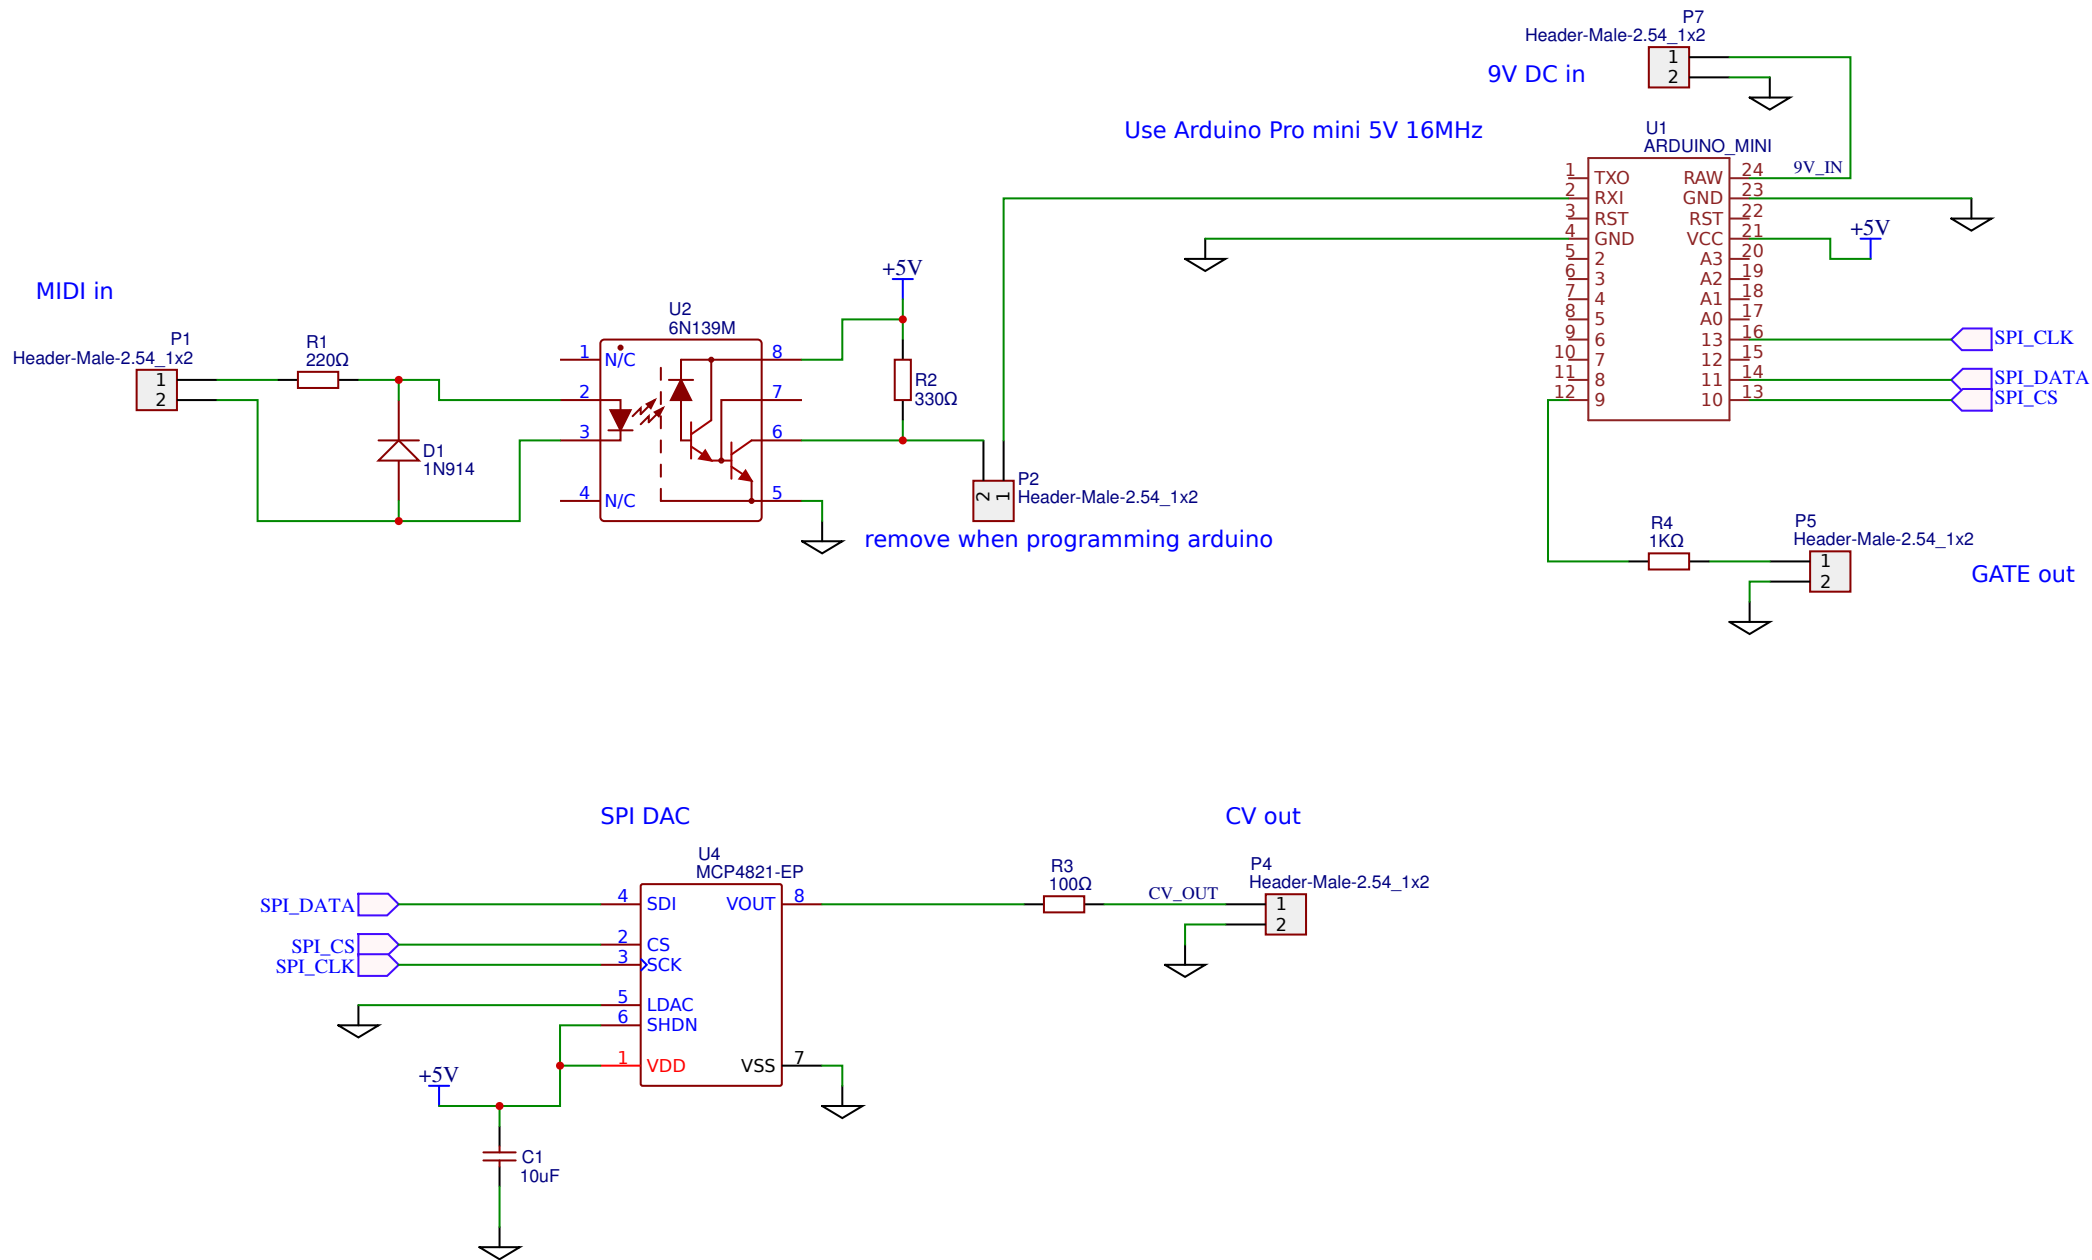 P7
Header-Male-2.54_1x2
1
2
9V DC in
Use Arduino Pro mini 5V 16MHz
U1
ARDUINO_MINI
1 TXO RAW 24 9V_IN
2 RXI GND 23
3 RST RST 22
4 GND VCC 21 +5V
5 2 A3 20
6 3 A2 19
7 4 A1 18
8 5 A0 17
9 6 13 16 SPI_CLK
10 7 12 15
11 8 11 14 SPI_DATA
12 9 10 13 SPI_CS
MIDI in
P1
Header-Male-2.54_1x2
1
2
R1
220Ω
D1
1N914
U2
6N139M
1 N/C 8
2 7
3 6
4 N/C 5
+5V
R2
330Ω
P2
Header-Male-2.54_1x2
2 1
remove when programming arduino
R4
1KΩ
P5
Header-Male-2.54_1x2
1
2
GATE out
SPI DAC
CV out
U4
MCP4821-EP
SPI_DATA 4 SDI VOUT 8
SPI_CS 2 CS
SPI_CLK 3 SCK
5 LDAC
6 SHDN
1 VDD VSS 7
+5V
C1
10uF
R3
100Ω
CV_OUT
P4
Header-Male-2.54_1x2
1
2